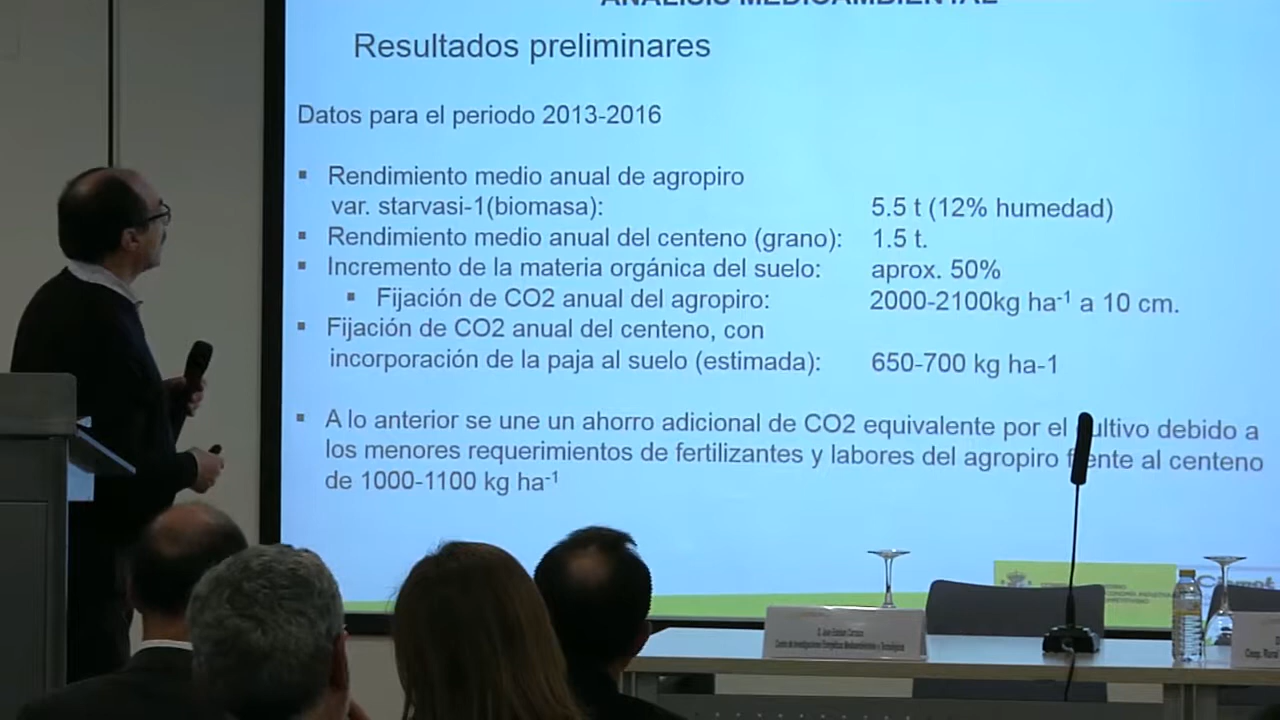 ANÁLISIS MEDIOAMBIENTAL
Resultados preliminares
Datos para el periodo 2013-2016
▪ Rendimiento medio anual de agropiro
var. starvasi-1(biomasa): 5.5 t (12% humedad)
▪ Rendimiento medio anual del centeno (grano): 1.5 t.
▪ Incremento de la materia orgánica del suelo: aprox. 50%
▪ Fijación de CO2 anual del agropiro: 2000-2100kg ha-1 a 10 cm.
▪ Fijación de CO2 anual del centeno, con
incorporación de la paja al suelo (estimada): 650-700 kg ha-1
▪ A lo anterior se une un ahorro adicional de CO2 equivalente por el cultivo debido a
los menores requerimientos de fertilizantes y labores del agropiro frente al centeno
de 1000-1100 kg ha-1